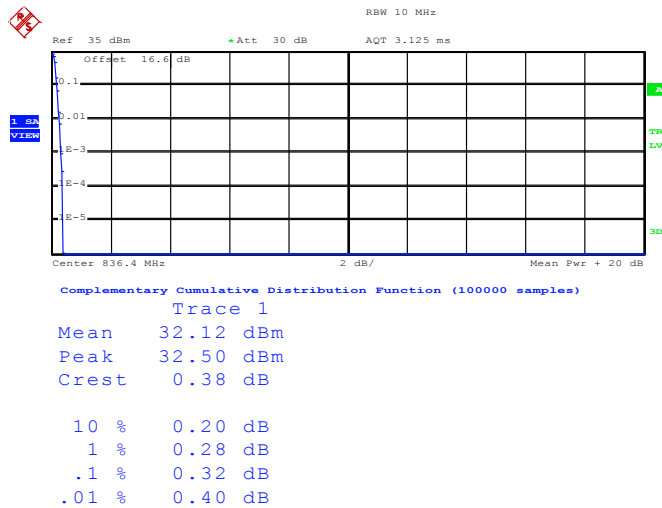 RBW 10 MHz
Ref 35 dBm *Att 30 dB AQT 3.125 ms
Offset 16.6 dB
0.1
A
0.01
1 SA
VIEW
TR
LV
1E-3
1E-4
1E-5
3D
Center 836.4 MHz 2 dB/ Mean Pwr + 20 dB
Complementary Cumulative Distribution Function (100000 samples)
Trace 1
Mean 32.12 dBm
Peak 32.50 dBm
Crest 0.38 dB
10 % 0.20 dB
1 % 0.28 dB
.1 % 0.32 dB
.01 % 0.40 dB